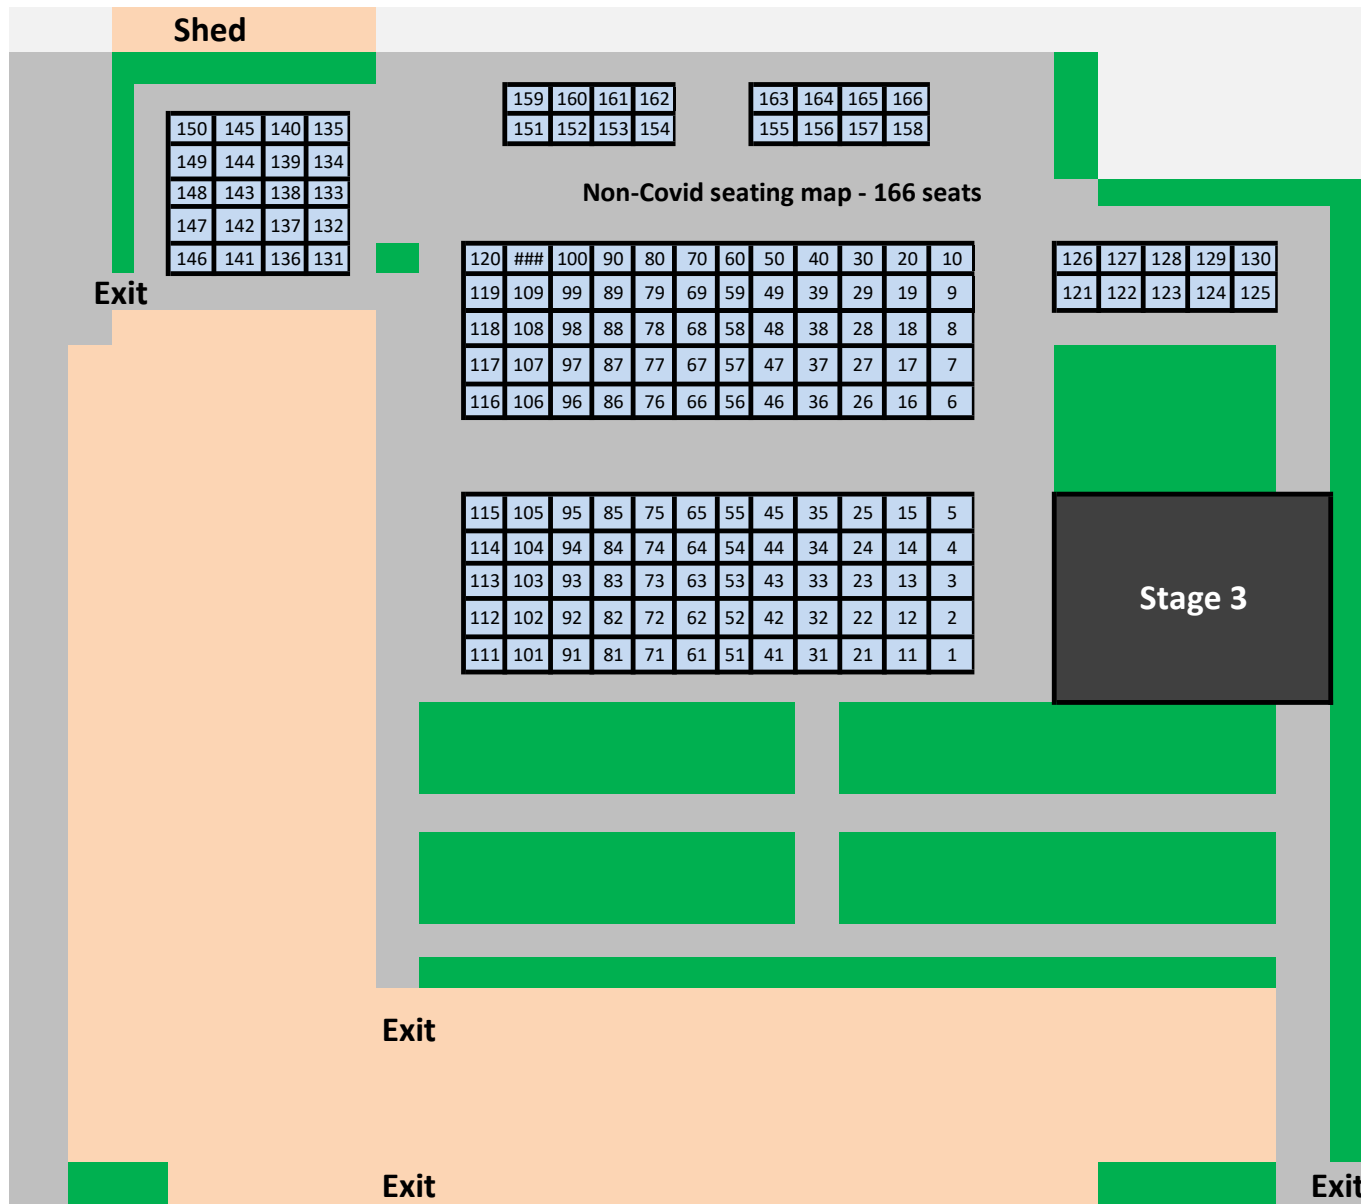 Shed
159 160 161 162 163 164 165 166
151 152 153 154 155 156 157 158
150 145 140 135
149 144 139 134
148 143 138 133
147 142 137 132
146 141 136 131
Non-Covid seating map - 166 seats
120 ### 100 90 80 70 60 50 40 30 20 10
119 109 99 89 79 69 59 49 39 29 19 9
118 108 98 88 78 68 58 48 38 28 18 8
117 107 97 87 77 67 57 47 37 27 17 7
116 106 96 86 76 66 56 46 36 26 16 6
126 127 128 129 130
121 122 123 124 125
Exit
115 105 95 85 75 65 55 45 35 25 15 5
114 104 94 84 74 64 54 44 34 24 14 4
113 103 93 83 73 63 53 43 33 23 13 3
112 102 92 82 72 62 52 42 32 22 12 2
111 101 91 81 71 61 51 41 31 21 11 1
Stage 3
Exit
Exit
Exit